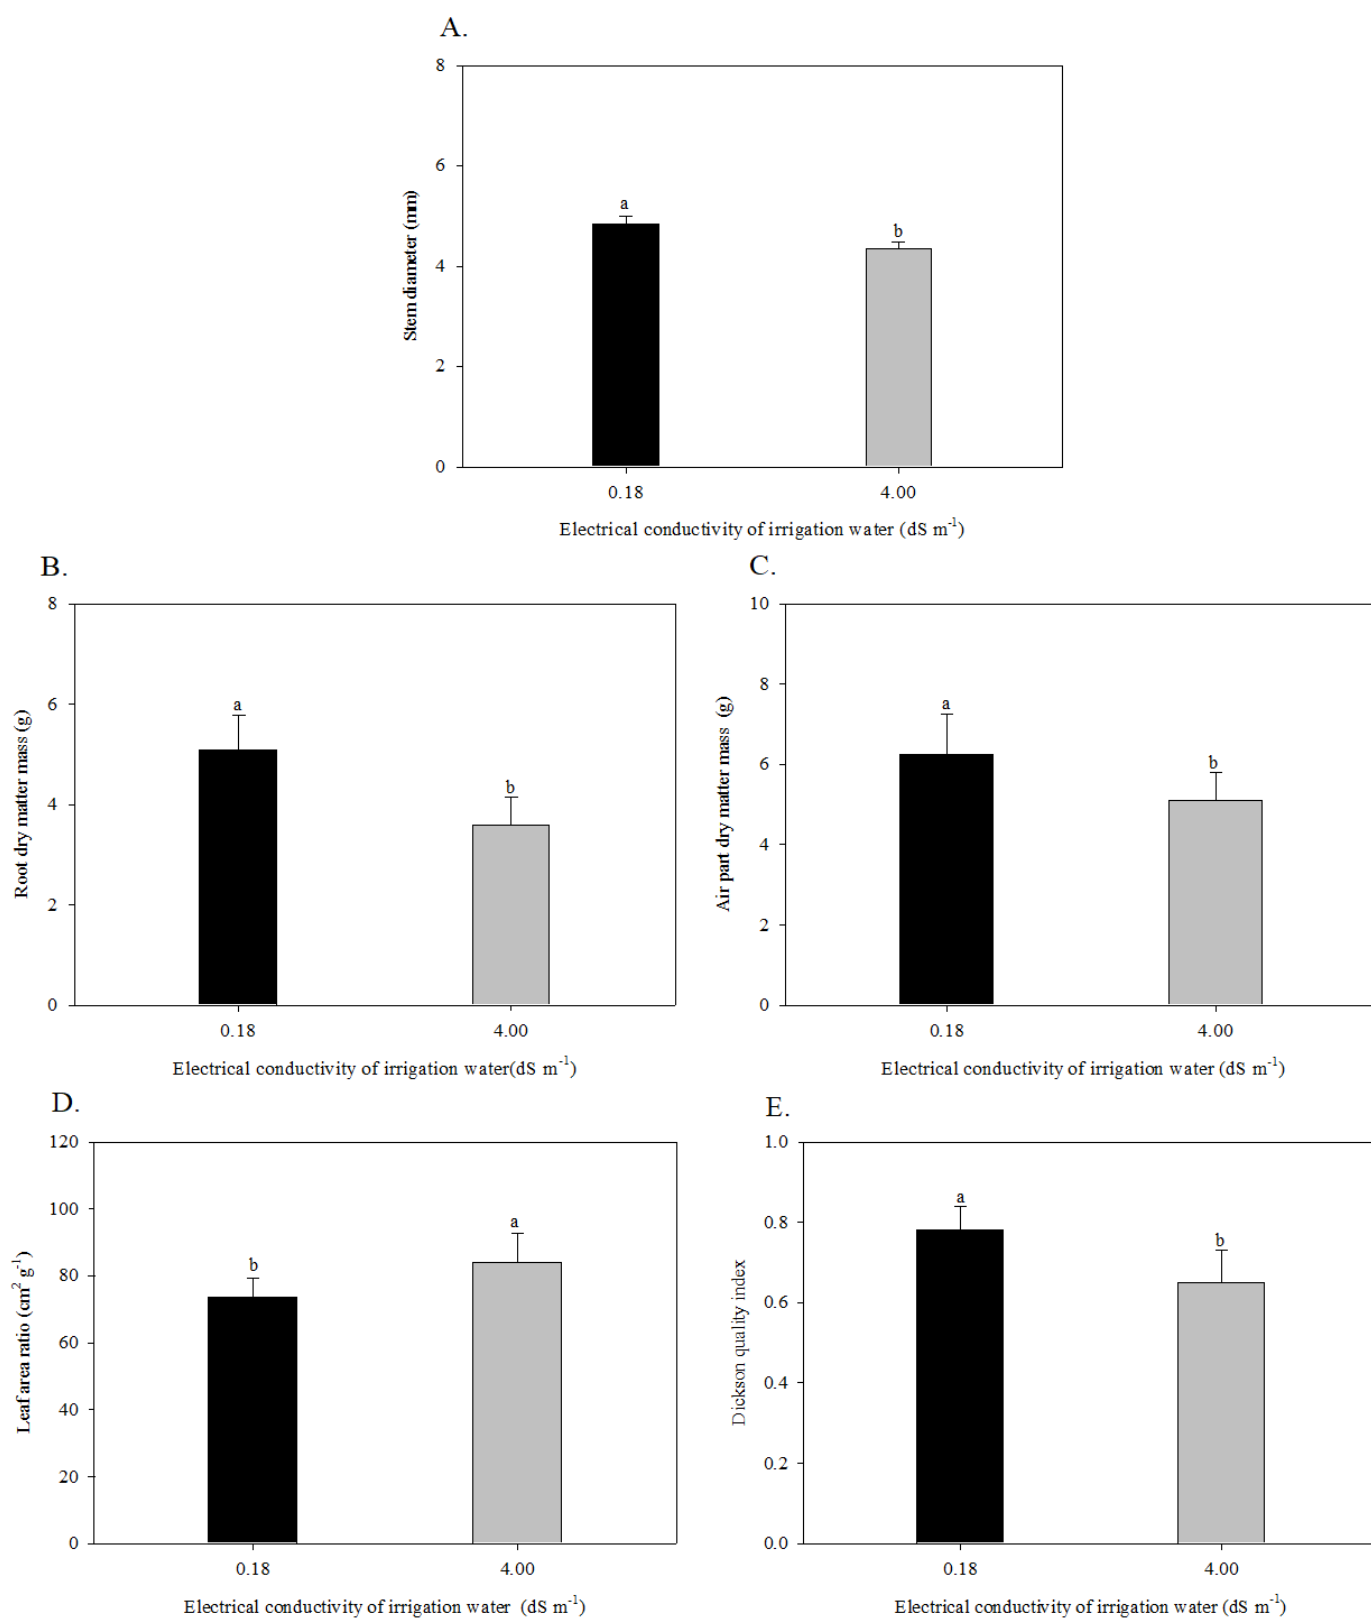 A.
8
6
4
2
0
Stem diameter (mm)
a
b
0.18
4.00
Electrical conductivity of irrigation water (dS m⁻¹)
B.
8
6
4
2
0
Root dry matter mass (g)
a
b
0.18
4.00
Electrical conductivity of irrigation water(dS m⁻¹)
C.
10
8
6
4
2
0
Air part dry matter mass (g)
a
b
0.18
4.00
Electrical conductivity of irrigation water (dS m⁻¹)
D.
120
100
80
60
40
20
0
Leaf area ratio (cm² g⁻¹)
b
a
0.18
4.00
Electrical conductivity of irrigation water (dS m⁻¹)
E.
1.0
0.8
0.6
0.4
0.2
0.0
Dickson quality index
a
b
0.18
4.00
Electrical conductivity of irrigation water (dS m⁻¹)